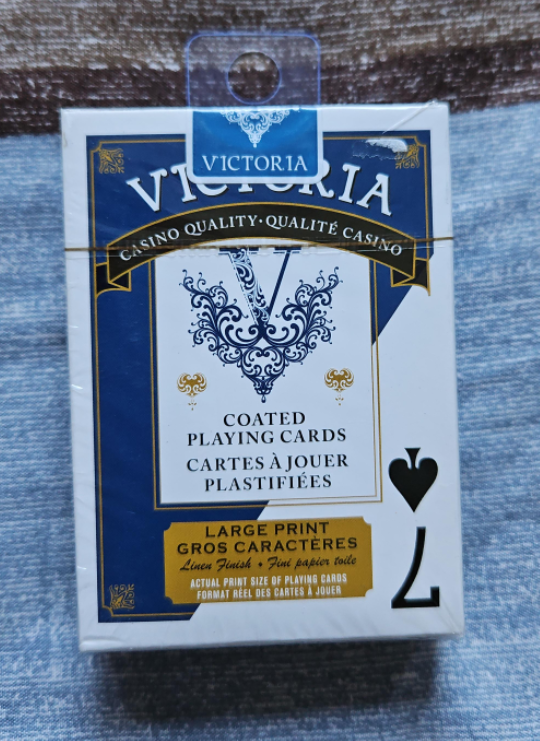 VICTORIA
VICTORIA
CASINO QUALITY · QUALITÉ CASINO
V
COATED
PLAYING CARDS
CARTES À JOUER
PLASTIFIÉES
LARGE PRINT
GROS CARACTÈRES
Linen Finish • Fini papier toile
ACTUAL PRINT SIZE OF PLAYING CARDS
FORMAT RÉEL DES CARTES À JOUER
7